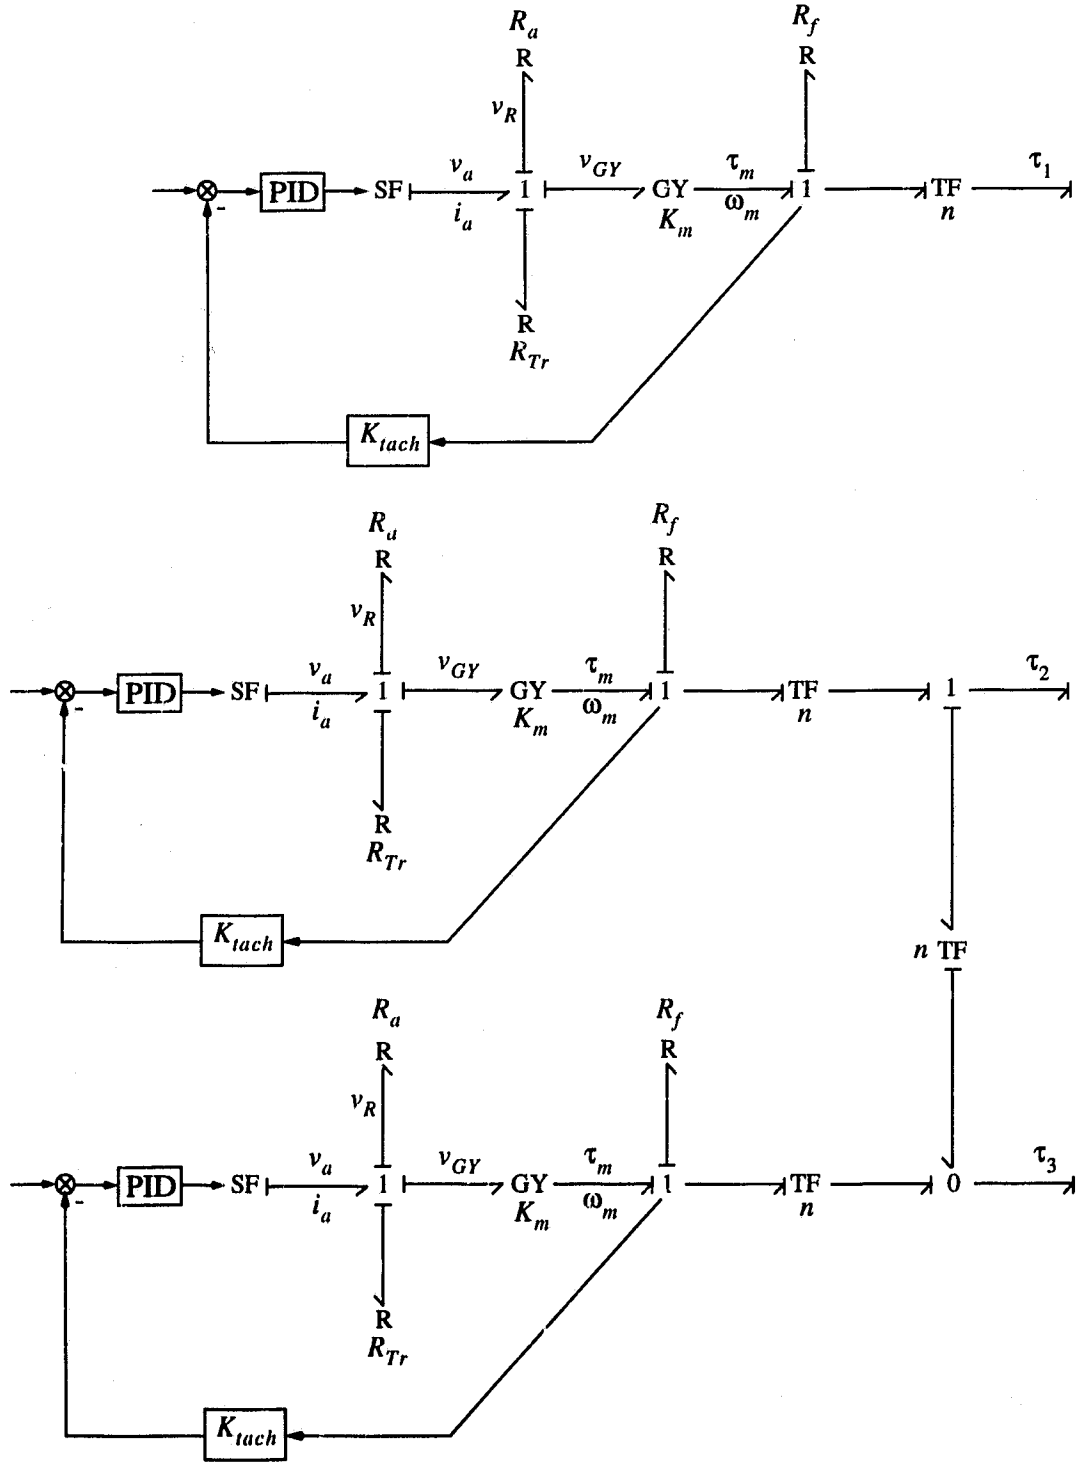 R_a R_f
R R
v_R
v_a v_GY τ_m τ_1
PID SF 1 GY 1 TF
i_a K_m ω_m n
-
R
R_Tr
K_tach
R_a R_f
R R
v_R
v_a v_GY τ_m τ_2
PID SF 1 GY 1 TF 1
i_a K_m ω_m n
-
R
R_Tr
K_tach
n TF
R_a R_f
R R
v_R
v_a v_GY τ_m τ_3
PID SF 1 GY 1 TF 0
i_a K_m ω_m n
-
R
R_Tr
K_tach